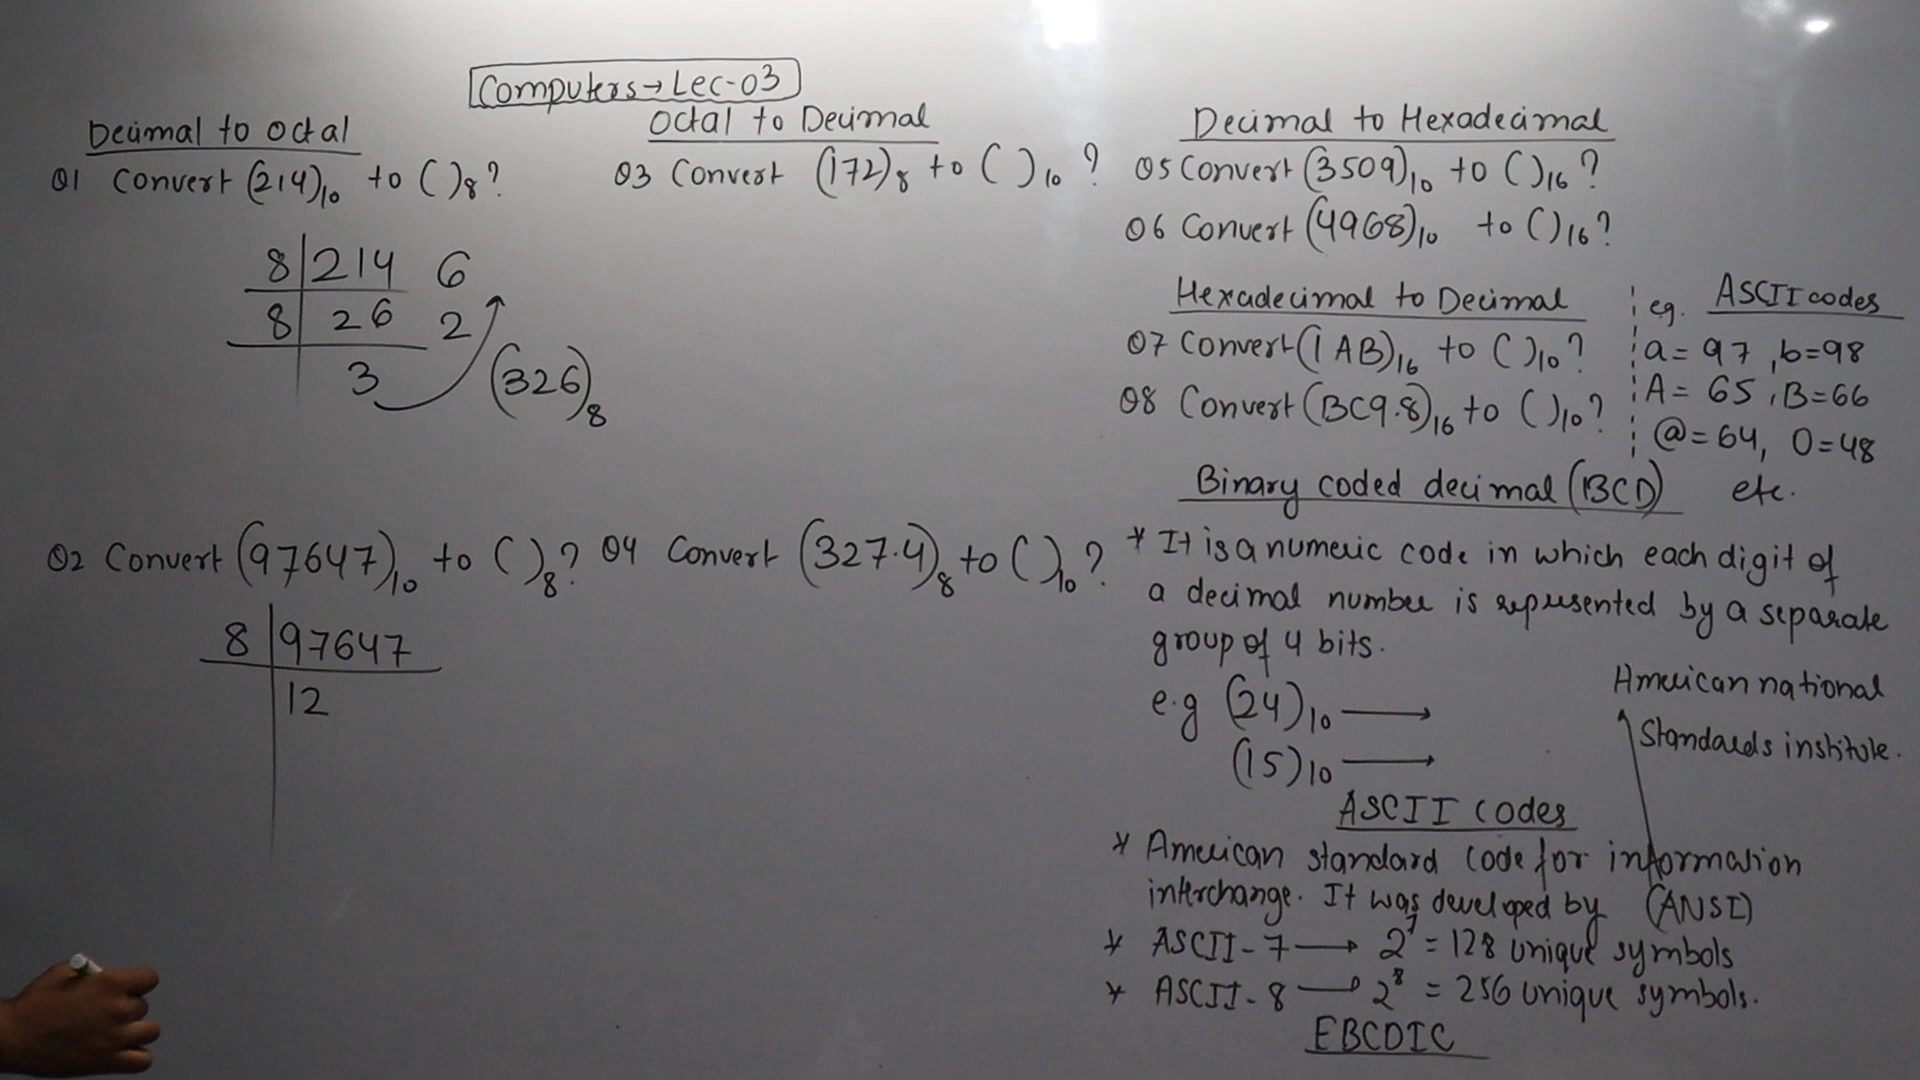 Computers→Lec-03
Decimal to Octal
Q1 Convert (214)₁₀ to ( )₈?
8 | 214 6
8 | 26 2
3
(326)₈
Q2 Convert (97647)₁₀ to ( )₈?
8 | 97647
12
Octal to Decimal
Q3 Convert (172)₈ to ( )₁₀ ?
Q4 Convert (327.4)₈ to ( )₁₀ ?
Decimal to Hexadecimal
Q5 Convert (3509)₁₀ to ( )₁₆ ?
Q6 Convert (4968)₁₀ to ( )₁₆?
Hexadecimal to Decimal
Q7 Convert (1AB)₁₆ to ( )₁₀?
Q8 Convert (BC9.8)₁₆ to ( )₁₀?
eg. ASCII codes
a = 97, b=98
A = 65, B=66
@ = 64, 0=48
etc.
Binary coded decimal (BCD)
* It is a numeric code in which each digit of
a decimal number is represented by a separate
group of 4 bits.
e.g (24)₁₀ →
(15)₁₀ →
American national
Standards institute.
ASCII codes
* American standard code for information
interchange. It was developed by (ANSI)
* ASCII-7 → 2⁷ = 128 unique symbols
* ASCII-8 → 2⁸ = 256 unique symbols.
EBCDIC